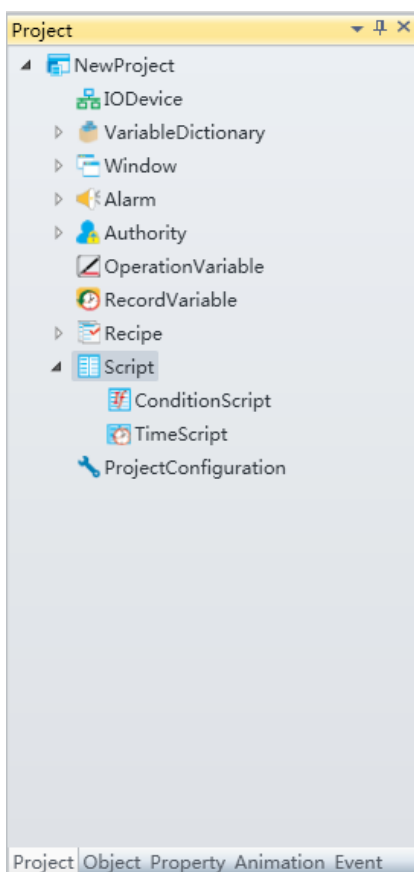 Project
NewProject
IODevice
VariableDictionary
Window
Alarm
Authority
OperationVariable
RecordVariable
Recipe
Script
ConditionScript
TimeScript
ProjectConfiguration
Project Object Property Animation Event